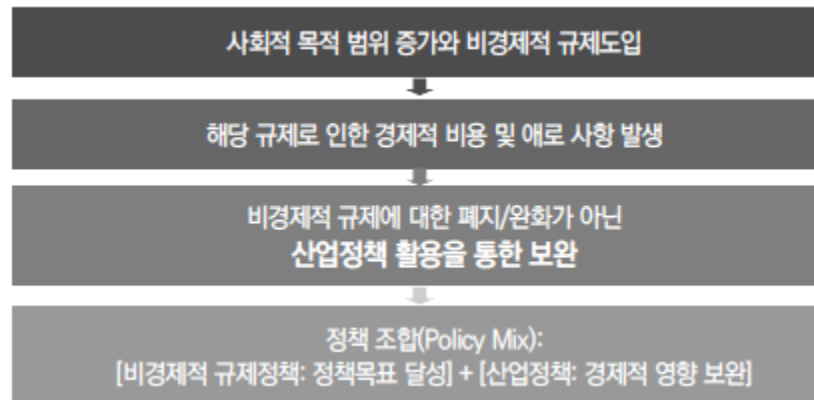 사회적 목적 범위 증가와 비경제적 규제도입
해당 규제로 인한 경제적 비용 및 애로 사항 발생
비경제적 규제에 대한 폐지/완화가 아닌
산업정책 활용을 통한 보완
정책 조합(Policy Mix):
[비경제적 규제정책: 정책목표 달성] + [산업정책: 경제적 영향 보완]